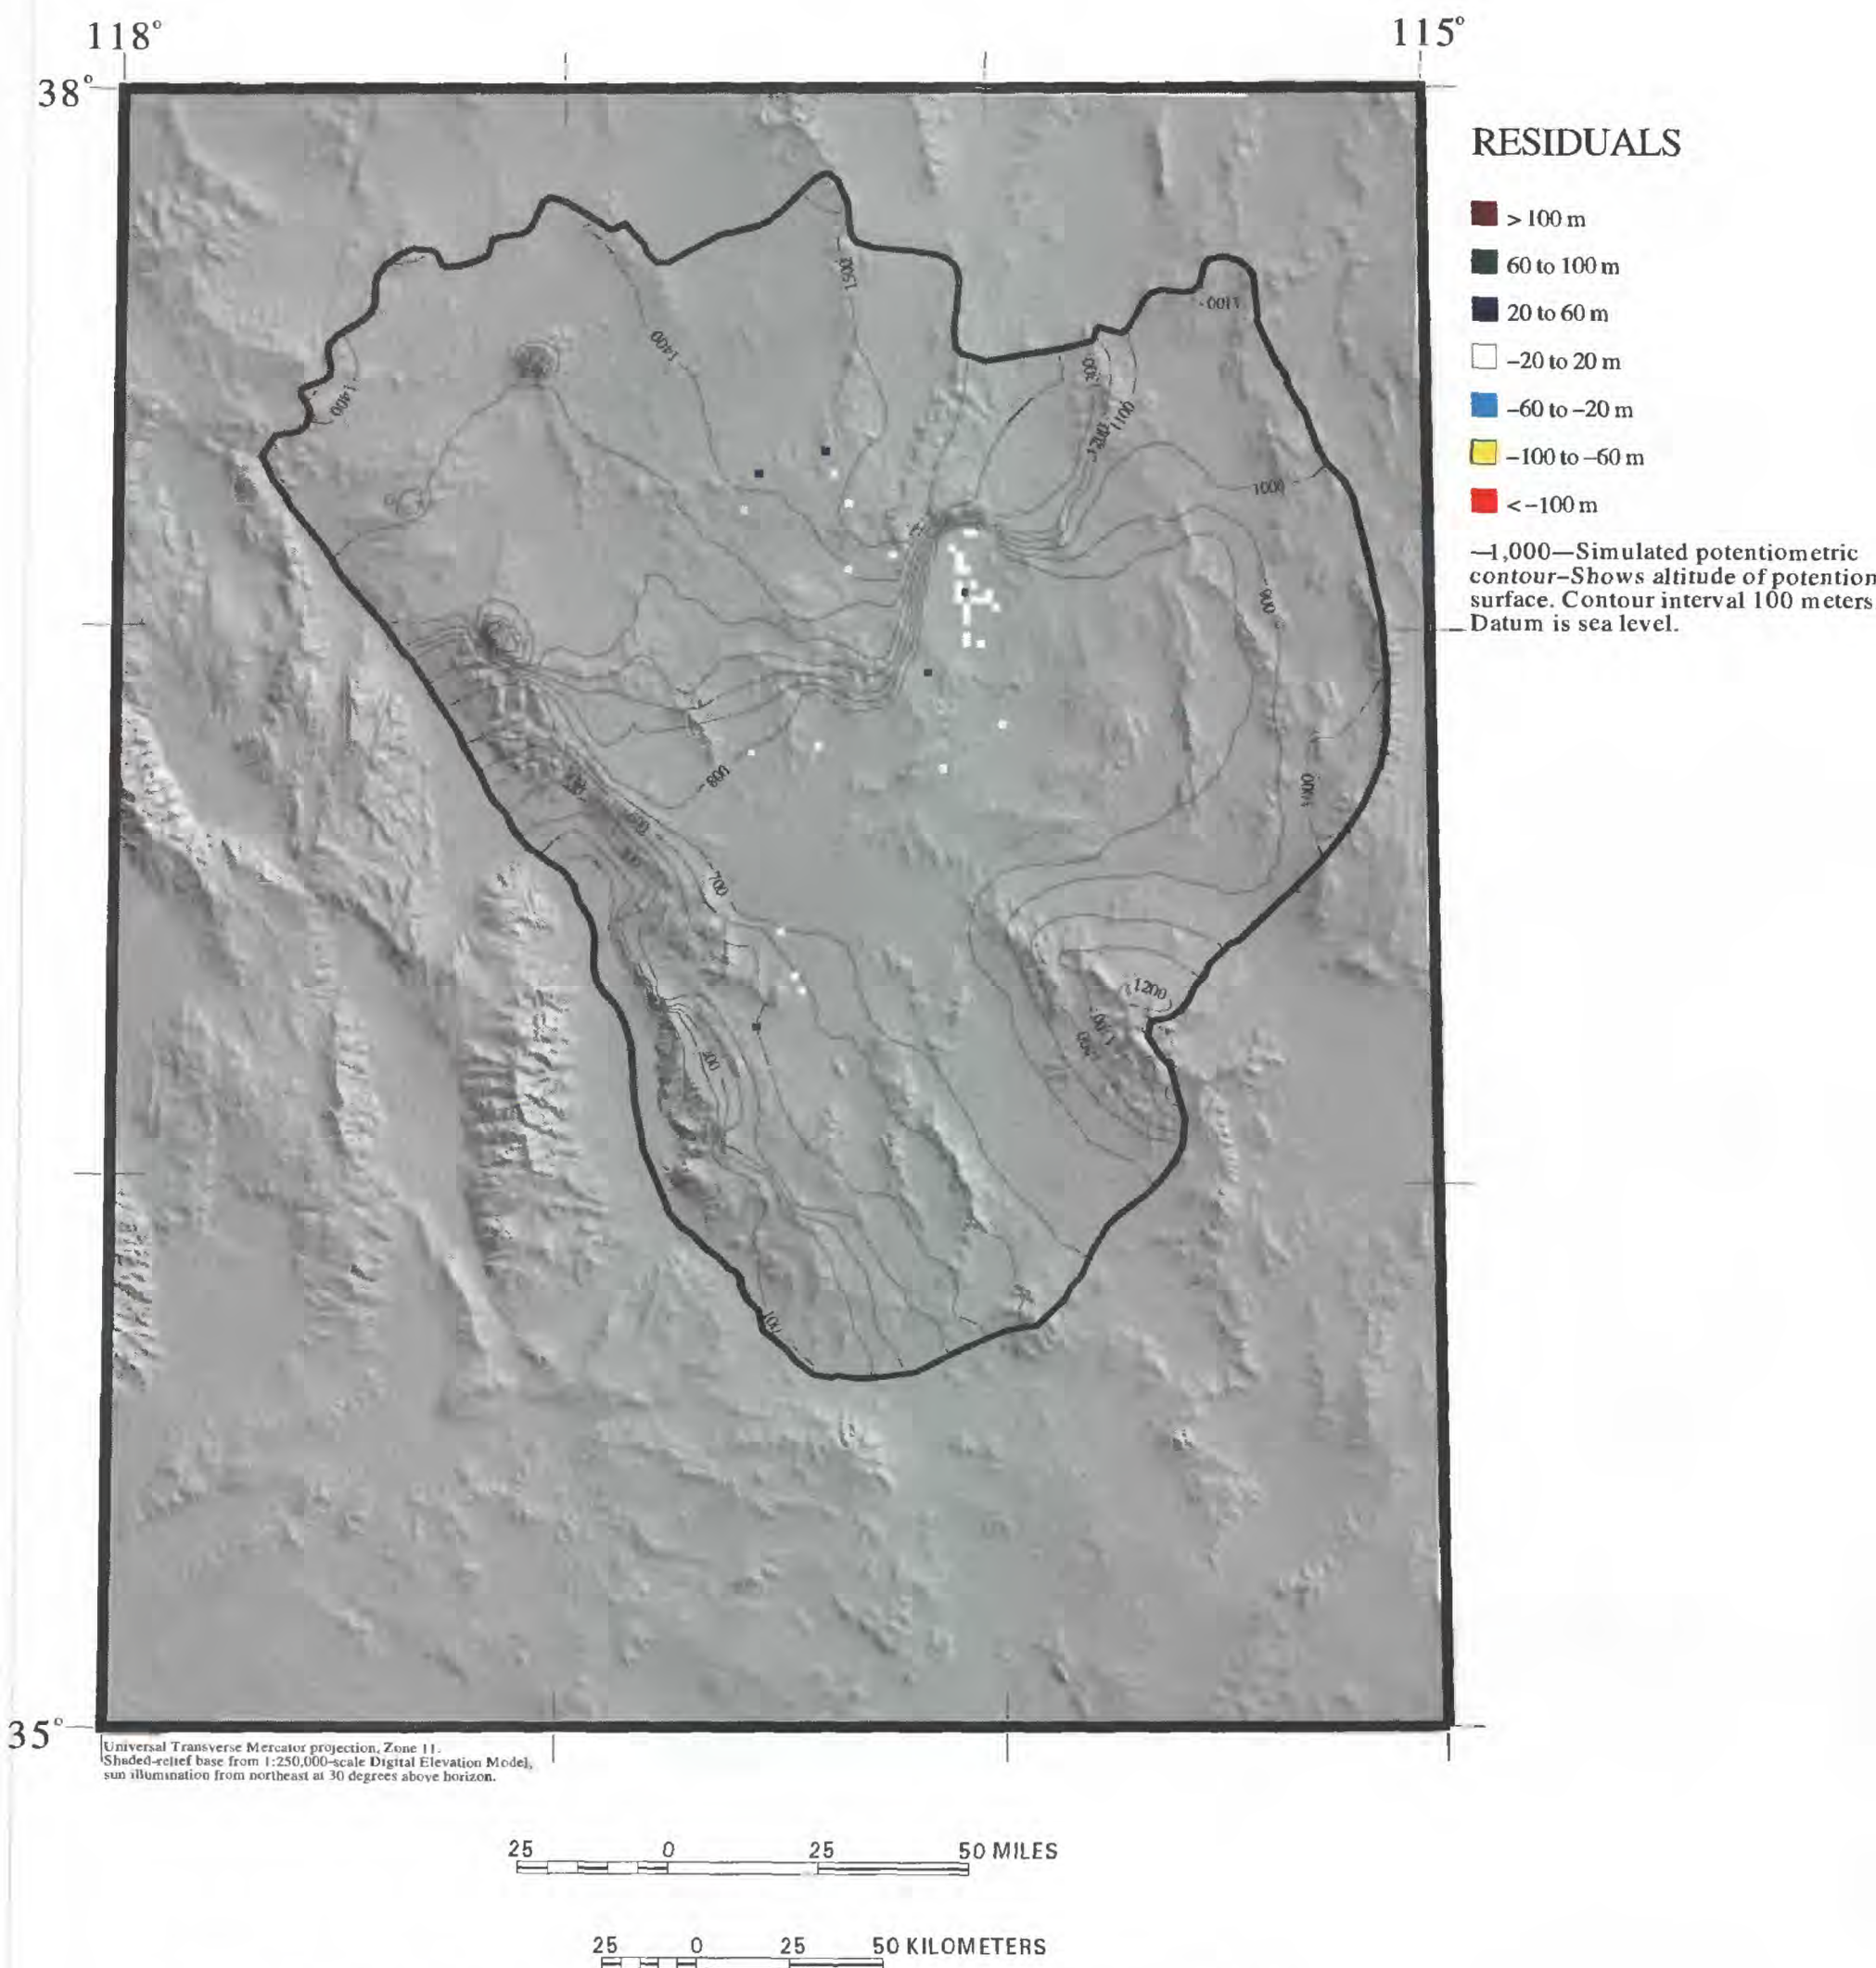 118°
115°
38°
RESIDUALS
> 100 m
60 to 100 m
20 to 60 m
–20 to 20 m
–60 to –20 m
–100 to –60 m
< –100 m
—1,000—Simulated potentiometric
contour–Shows altitude of potention
surface. Contour interval 100 meters
Datum is sea level.
1500
1100
1400
1400
1100
1000
900
800
1000
700
1200
300
100
35°
Universal Transverse Mercator projection, Zone 11.
Shaded-relief base from 1:250,000-scale Digital Elevation Model,
sun illumination from northeast at 30 degrees above horizon.
25 0 25 50 MILES
25 0 25 50 KILOMETERS